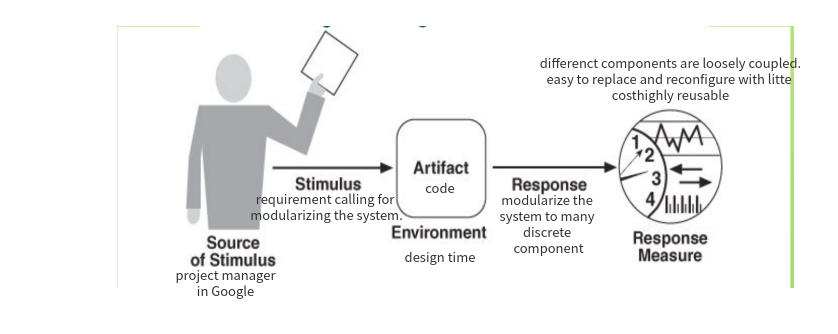 differenct components are loosely coupled.
easy to replace and reconfigure with litte
costhighly reusable
Stimulus
requirement calling for
modularizing the system.
Artifact
code
Environment
design time
Response
modularize the
system to many
discrete
component
1
2
3
4
Response
Measure
Source
of Stimulus
project manager
in Google